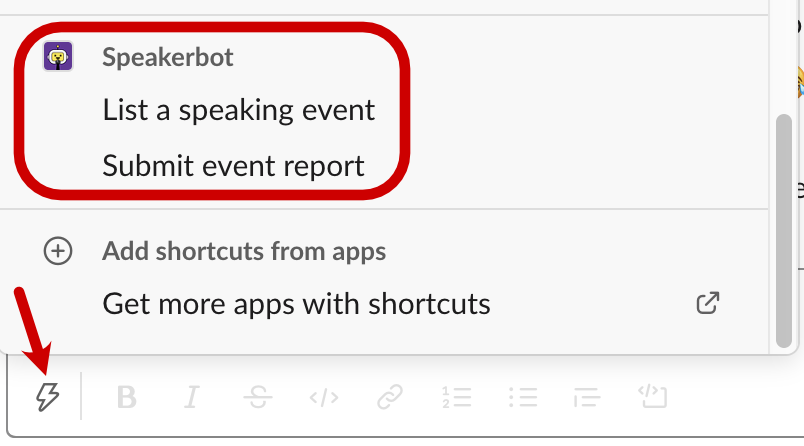 Speakerbot
List a speaking event
Submit event report
Add shortcuts from apps
Get more apps with shortcuts
B I S